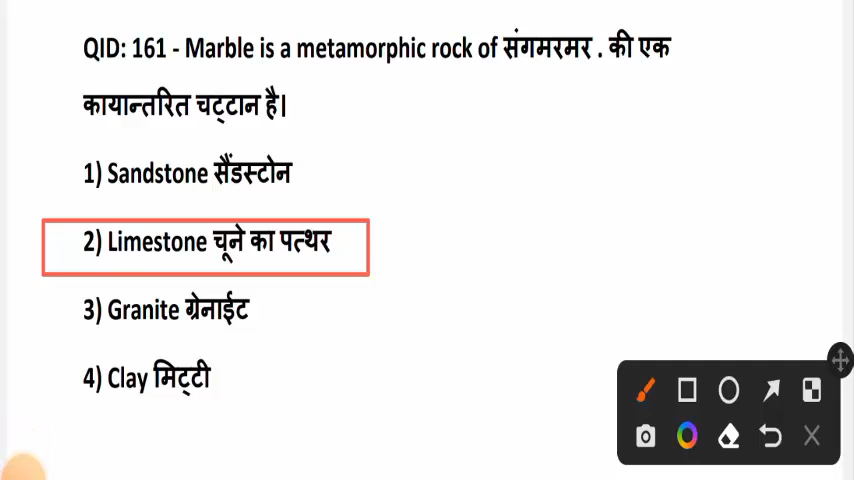 QID: 161 - Marble is a metamorphic rock of संगमरमर . की एक
कायान्तरित चट्टान है।
1) Sandstone सैंडस्टोन
2) Limestone चूने का पत्थर
3) Granite ग्रेनाईट
4) Clay मिट्टी